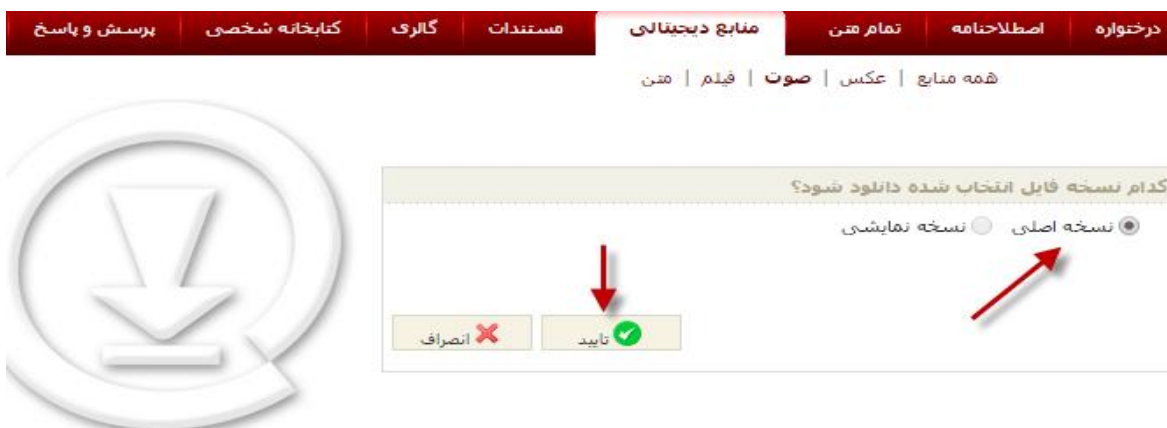 درختواره اصطلاحنامه تمام متن منابع دیجیتالی مستندات گالری کتابخانه شخصی پرسش و پاسخ
همه منابع | عکس | صوت | فیلم | متن
کدام نسخه فایل انتخاب شده دانلود شود؟
نسخه اصلی نسخه نمایشی
تایید انصراف